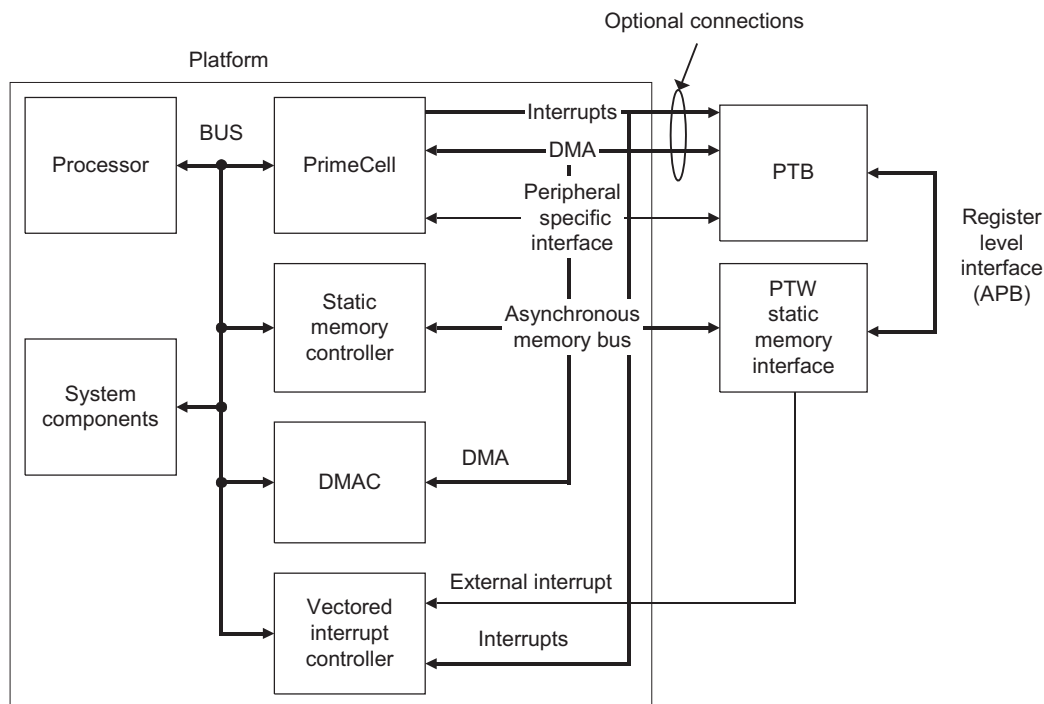 Optional connections
Platform
Interrupts
BUS
Processor
PrimeCell
DMA
PTB
Peripheral
specific
interface
Register
level
interface
(APB)
Static
memory
controller
Asynchronous
memory bus
PTW
static
memory
interface
System
components
DMAC
DMA
External interrupt
Vectored
interrupt
controller
Interrupts